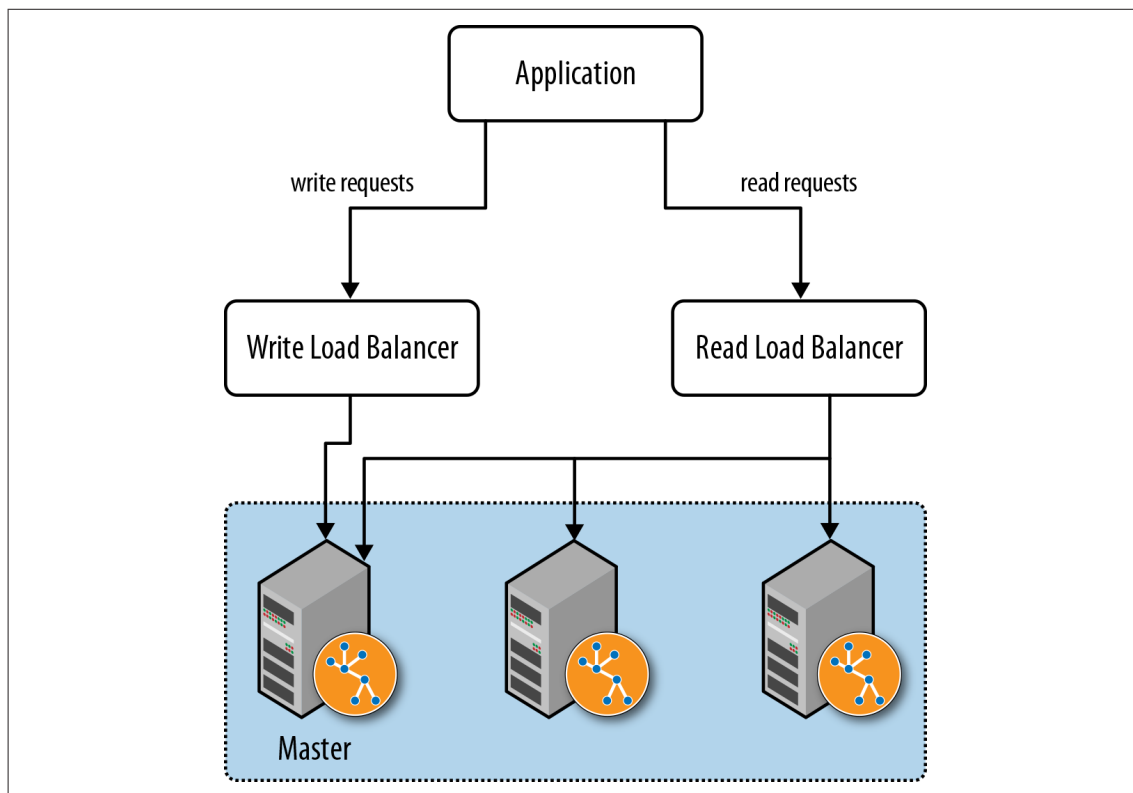 Application
write requests
read requests
Write Load Balancer
Read Load Balancer
Master